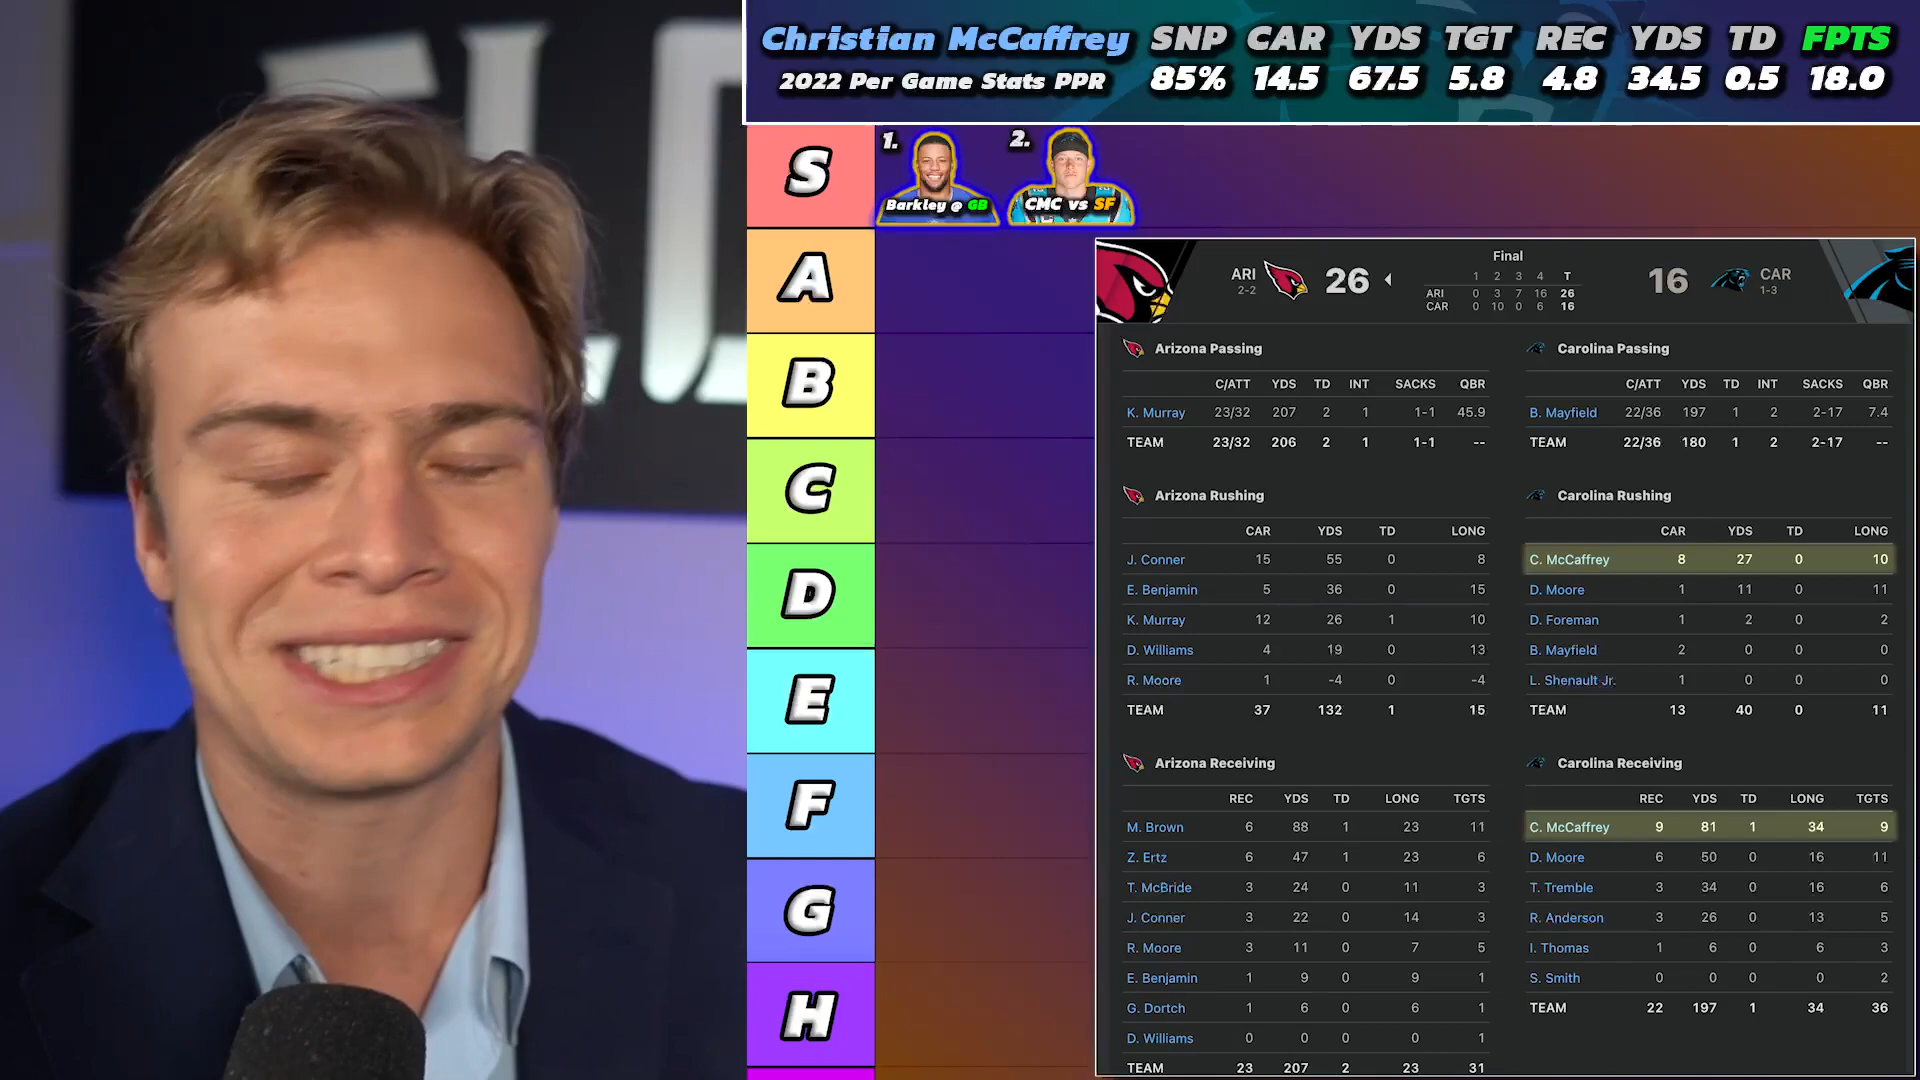 Christian McCaffrey SNP CAR YDS TGT REC YDS TD FPTS
2022 Per Game Stats PPR 85% 14.5 67.5 5.8 4.8 34.5 0.5 18.0
S
1. 2.
Barkley @ GB CMC vs SF
A
B
C
D
E
F
G
H
Final
ARI 2-2 26 16 CAR 1-3
1 2 3 4 T
ARI 0 3 7 16 26
CAR 0 10 0 6 16
Arizona Passing
C/ATT YDS TD INT SACKS QBR
K. Murray 23/32 207 2 1 1-1 45.9
TEAM 23/32 206 2 1 1-1 --
Carolina Passing
C/ATT YDS TD INT SACKS QBR
B. Mayfield 22/36 197 1 2 2-17 7.4
TEAM 22/36 180 1 2 2-17 --
Arizona Rushing
CAR YDS TD LONG
J. Conner 15 55 0 8
E. Benjamin 5 36 0 15
K. Murray 12 26 1 10
D. Williams 4 19 0 13
R. Moore 1 -4 0 -4
TEAM 37 132 1 15
Carolina Rushing
CAR YDS TD LONG
C. McCaffrey 8 27 0 10
D. Moore 1 11 0 11
D. Foreman 1 2 0 2
B. Mayfield 2 0 0 0
L. Shenault Jr. 1 0 0 0
TEAM 13 40 0 11
Arizona Receiving
REC YDS TD LONG TGTS
M. Brown 6 88 1 23 11
Z. Ertz 6 47 1 23 6
T. McBride 3 24 0 11 3
J. Conner 3 22 0 14 3
R. Moore 3 11 0 7 5
E. Benjamin 1 9 0 9 1
G. Dortch 1 6 0 6 1
D. Williams 0 0 0 0 1
TEAM 23 207 2 23 31
Carolina Receiving
REC YDS TD LONG TGTS
C. McCaffrey 9 81 1 34 9
D. Moore 6 50 0 16 11
T. Tremble 3 34 0 16 6
R. Anderson 3 26 0 13 5
I. Thomas 1 6 0 6 3
S. Smith 0 0 0 0 2
TEAM 22 197 1 34 36